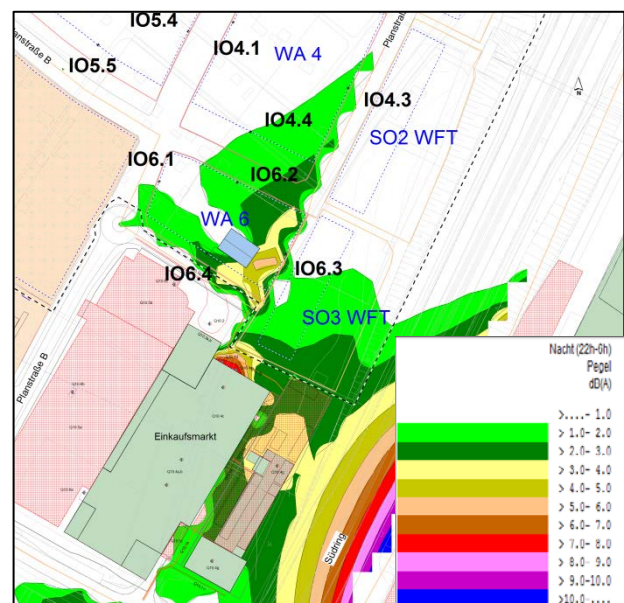 IO5.4
IO4.1
WA 4
Planstraße
Planstraße B
IO5.5
IO4.3
IO4.4
N
SO2 WFT
IO6.1
IO6.2
WA 6
IO6.4
IO6.3
SO3 WFT
Planstraße B
Einkaufsmarkt
Südring
Nacht (22h-6h)
Pegel
dB(A)
>....- 1.0
> 1.0- 2.0
> 2.0- 3.0
> 3.0- 4.0
> 4.0- 5.0
> 5.0- 6.0
> 6.0- 7.0
> 7.0- 8.0
> 8.0- 9.0
> 9.0-10.0
>10.0-....